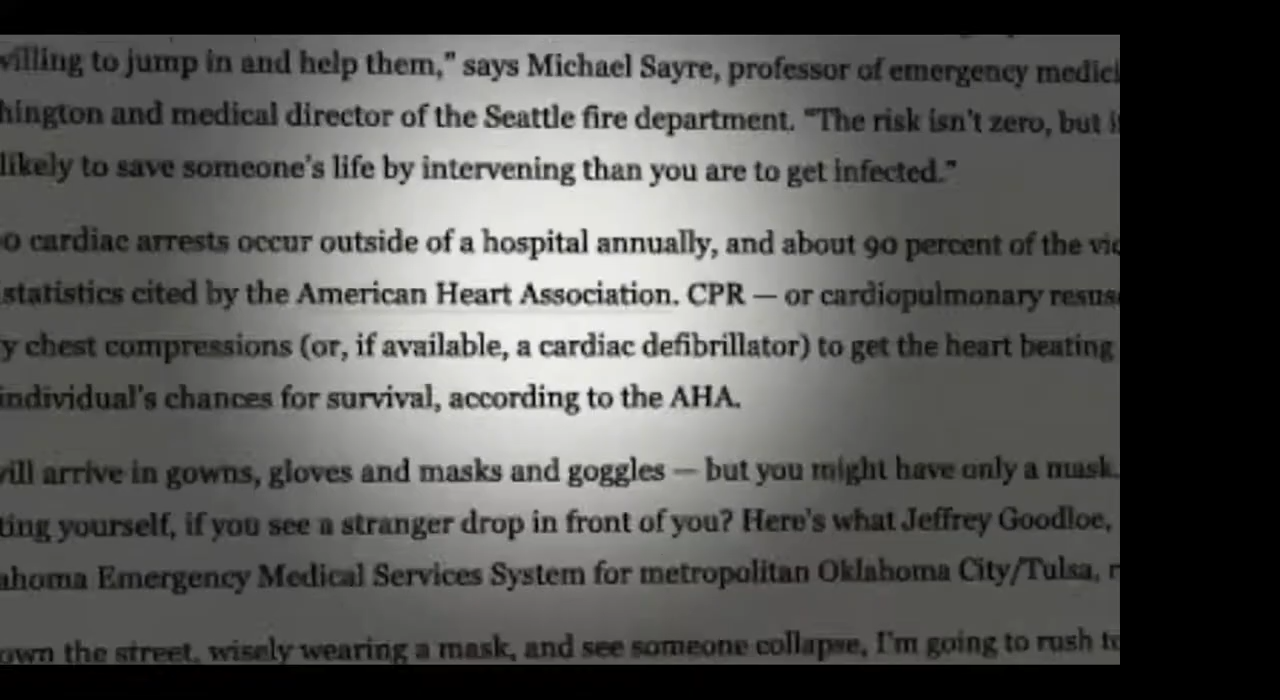 villing to jump in and help them," says Michael Sayre, professor of emergency medici
hington and medical director of the Seattle fire department. "The risk isn't zero, but i
likely to save someone's life by intervening than you are to get infected."
0 cardiac arrests occur outside of a hospital annually, and about 90 percent of the vic
statistics cited by the American Heart Association. CPR — or cardiopulmonary resus
y chest compressions (or, if available, a cardiac defibrillator) to get the heart beating
individual's chances for survival, according to the AHA.
vill arrive in gowns, gloves and masks and goggles — but you might have only a mask.
ting yourself, if you see a stranger drop in front of you? Here's what Jeffrey Goodloe,
ahoma Emergency Medical Services System for metropolitan Oklahoma City/Tulsa, r
own the street, wisely wearing a mask, and see someone collapse, I'm going to rush to